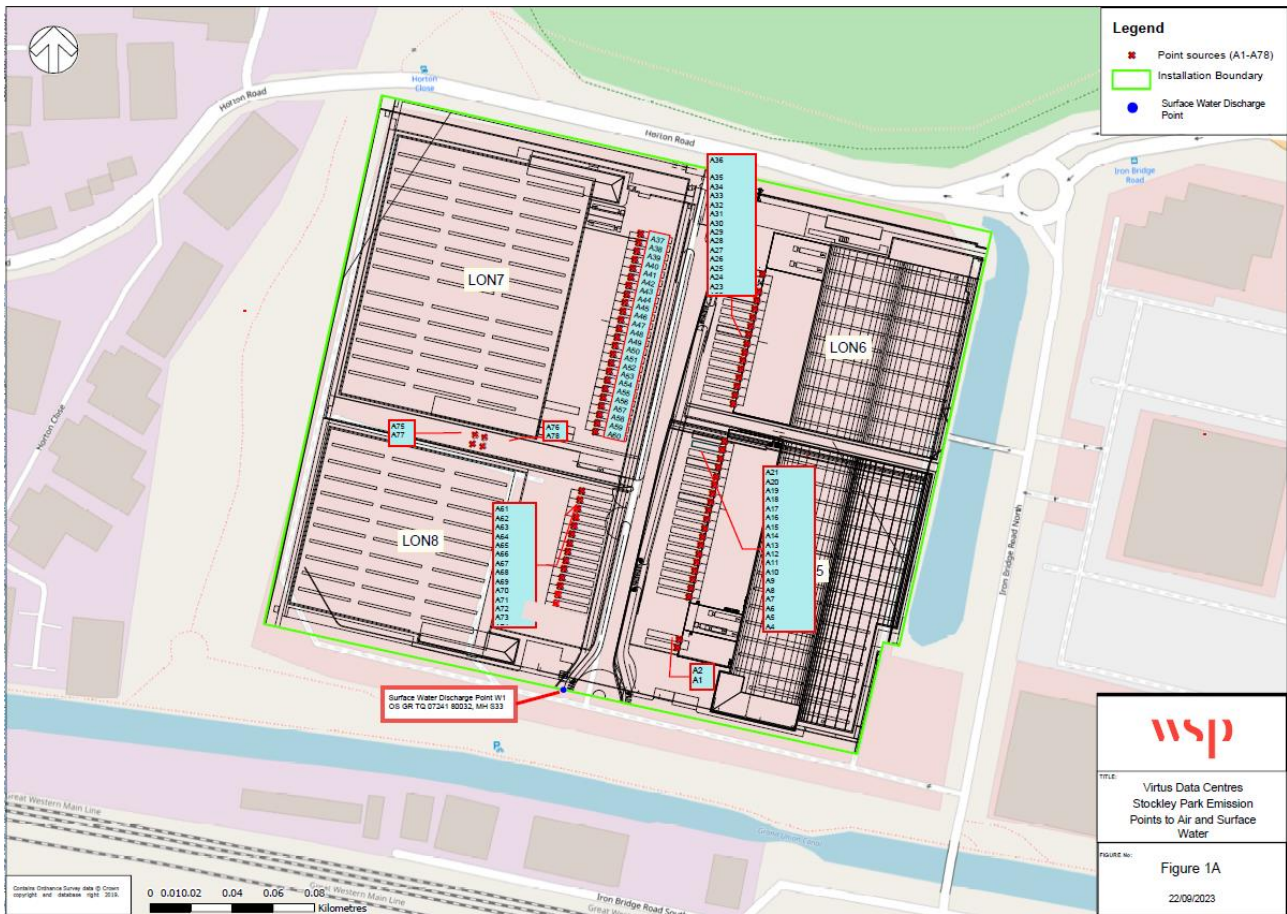 Legend
Point sources (A1-A78)
Installation Boundary
Surface Water Discharge
Point
Horton
Close
Horton Road
Horton Road
Iron Bridge
Road
A36
A35
A34
A33
A32
A31
A30
A29
A28
A27
A26
A25
A24
A23
A37
A38
A39
A40
A41
A42
A43
A44
A45
A46
A47
A48
A49
A50
A51
A52
A53
A54
A55
A56
A57
A58
A59
A60
LON7
LON6
A75
A77
A76
A78
Horton Close
A61
A62
A63
A64
A65
A66
A67
A68
A69
A70
A71
A72
A73
LON8
A21
A20
A19
A18
A17
A16
A15
A14
A13
A12
A11
A10
A9
A8
A7
A6
A5
A4
5
Iron Bridge Road North
A2
A1
Surface Water Discharge Point W1
OS GR TQ 07241 80032, MH S33
Great Western Main Line
Grand Union Canal
wsp
TITLE:
Virtus Data Centres
Stockley Park Emission
Points to Air and Surface
Water
FIGURE No:
Figure 1A
22/09/2023
Contains Ordnance Survey data © Crown
copyright and database right 2019.
0 0.010.02 0.04 0.06 0.08
Kilometres
Great Western Main Line
Iron Bridge Road South